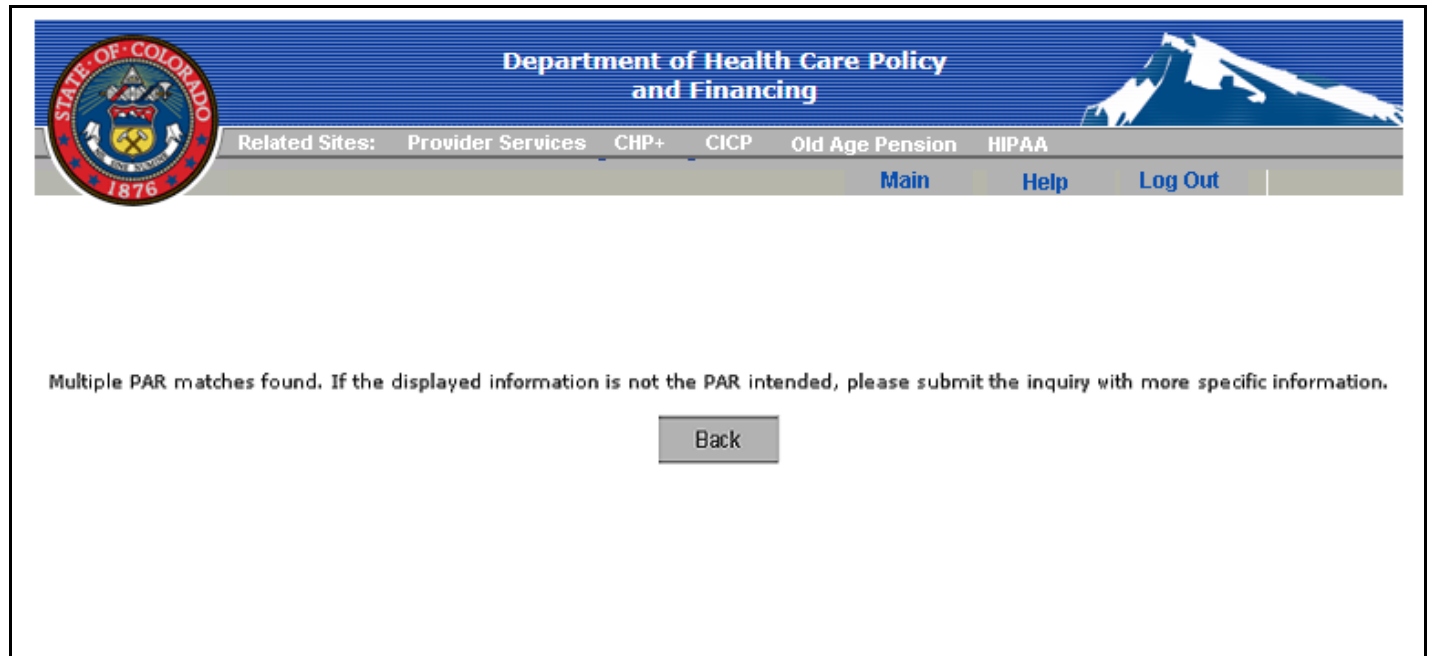 STATE·OF·COLORADO
NIL SINE NUMINE
1876
Department of Health Care Policy
and Financing
Related Sites: Provider Services CHP+ CICP Old Age Pension HIPAA
Main Help Log Out
Multiple PAR matches found. If the displayed information is not the PAR intended, please submit the inquiry with more specific information.
Back